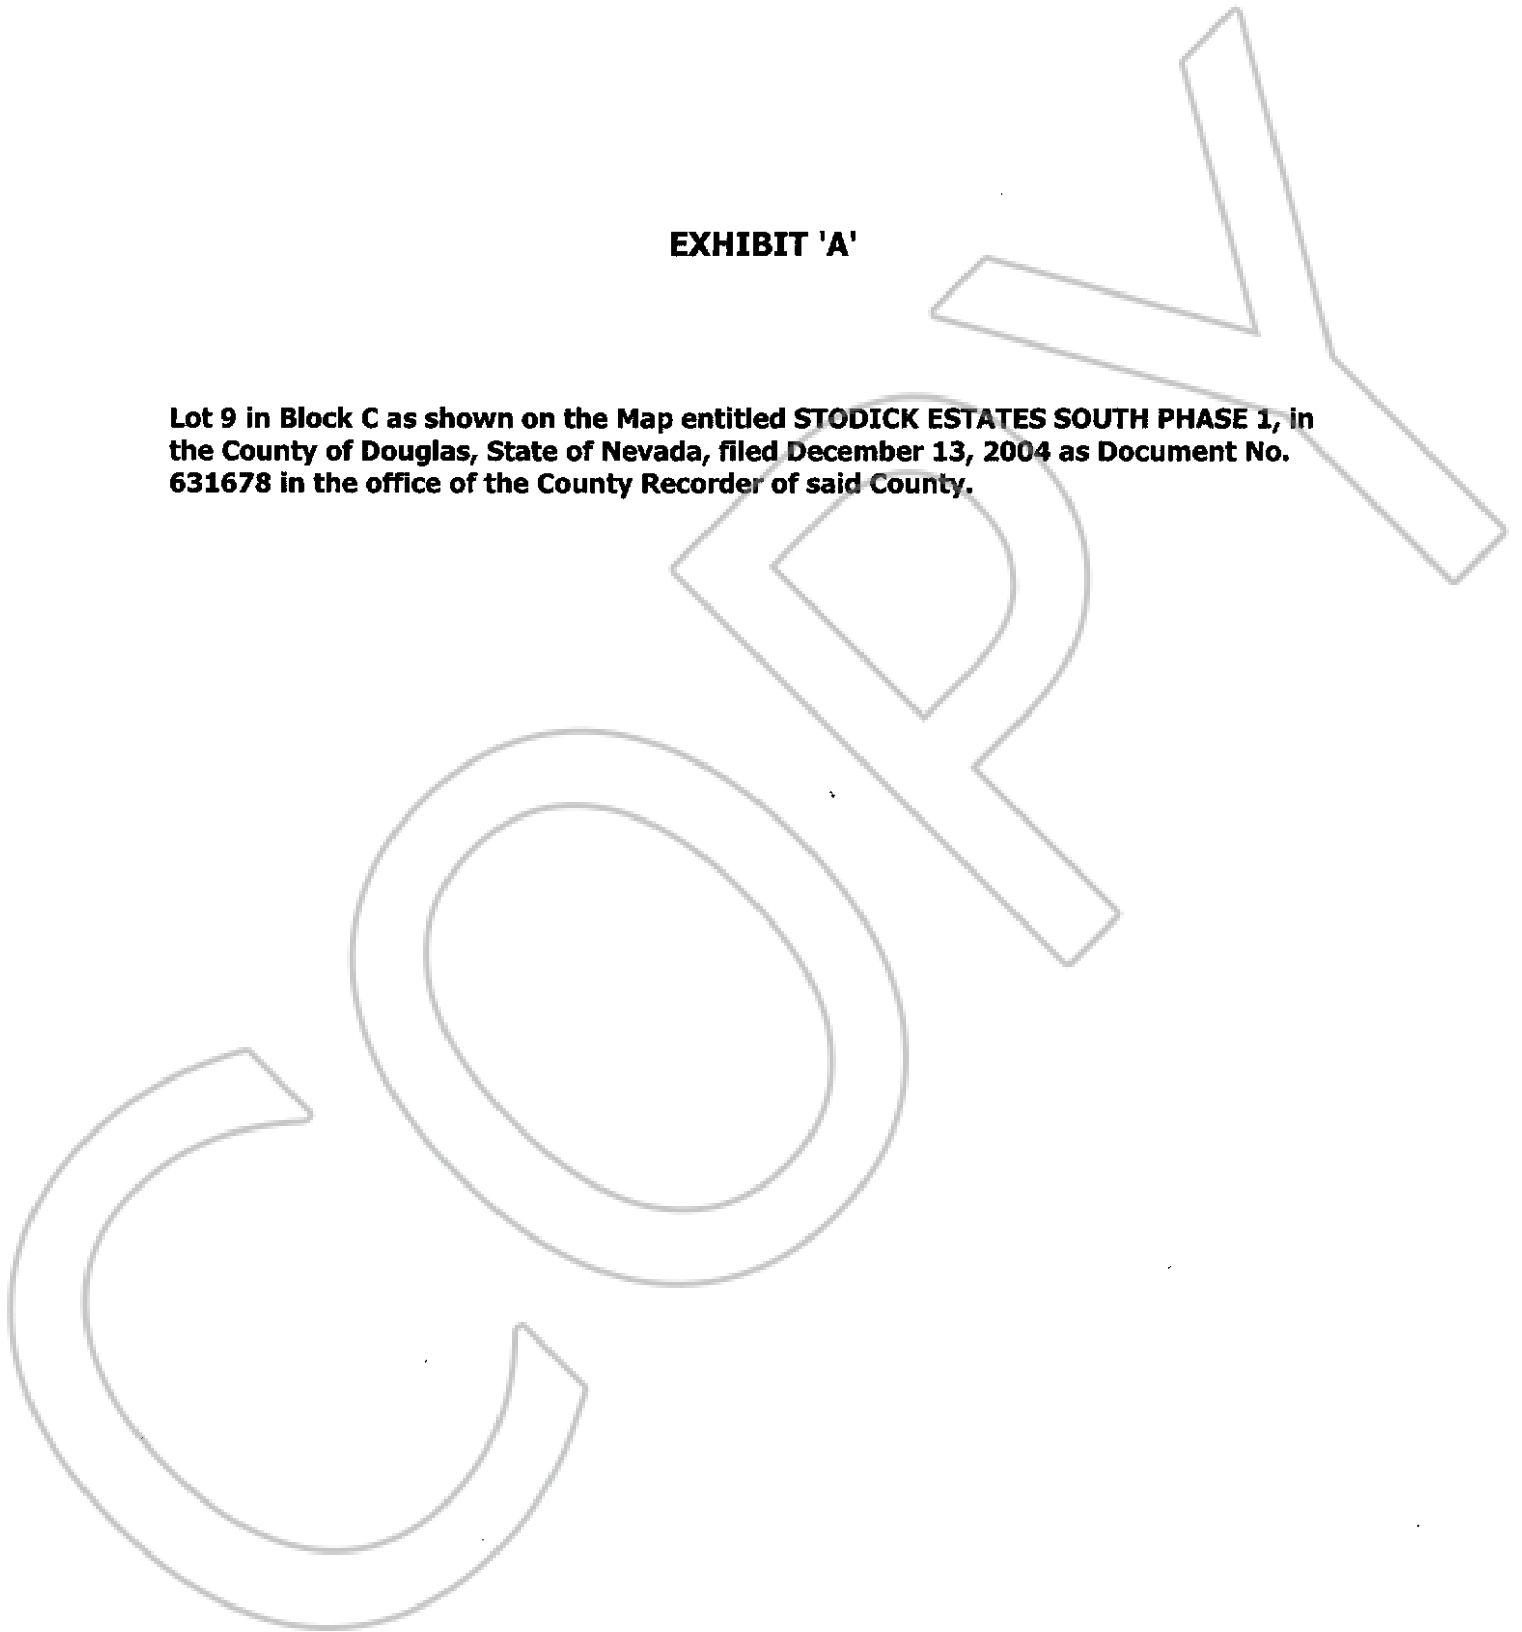 EXHIBIT 'A'
Lot 9 in Block C as shown on the Map entitled STODICK ESTATES SOUTH PHASE 1, in
the County of Douglas, State of Nevada, filed December 13, 2004 as Document No.
631678 in the office of the County Recorder of said County.
COPY